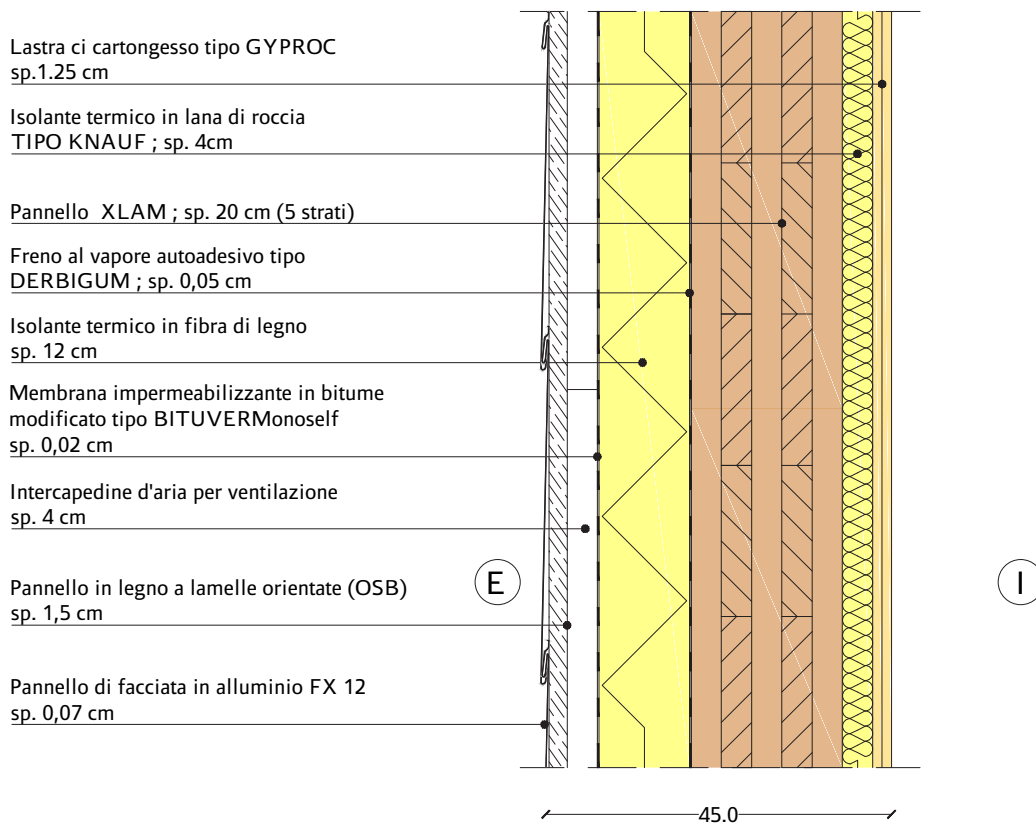 Lastra ci cartongesso tipo GYPROC
sp.1.25 cm
Isolante termico in lana di roccia
TIPO KNAUF ; sp. 4cm
Pannello XLAM ; sp. 20 cm (5 strati)
Freno al vapore autoadesivo tipo
DERBIGUM ; sp. 0,05 cm
Isolante termico in fibra di legno
sp. 12 cm
Membrana impermeabilizzante in bitume
modificato tipo BITUVERMonoself
sp. 0,02 cm
Intercapedine d'aria per ventilazione
sp. 4 cm
Pannello in legno a lamelle orientate (OSB)
sp. 1,5 cm
Pannello di facciata in alluminio FX 12
sp. 0,07 cm
E
I
45.0